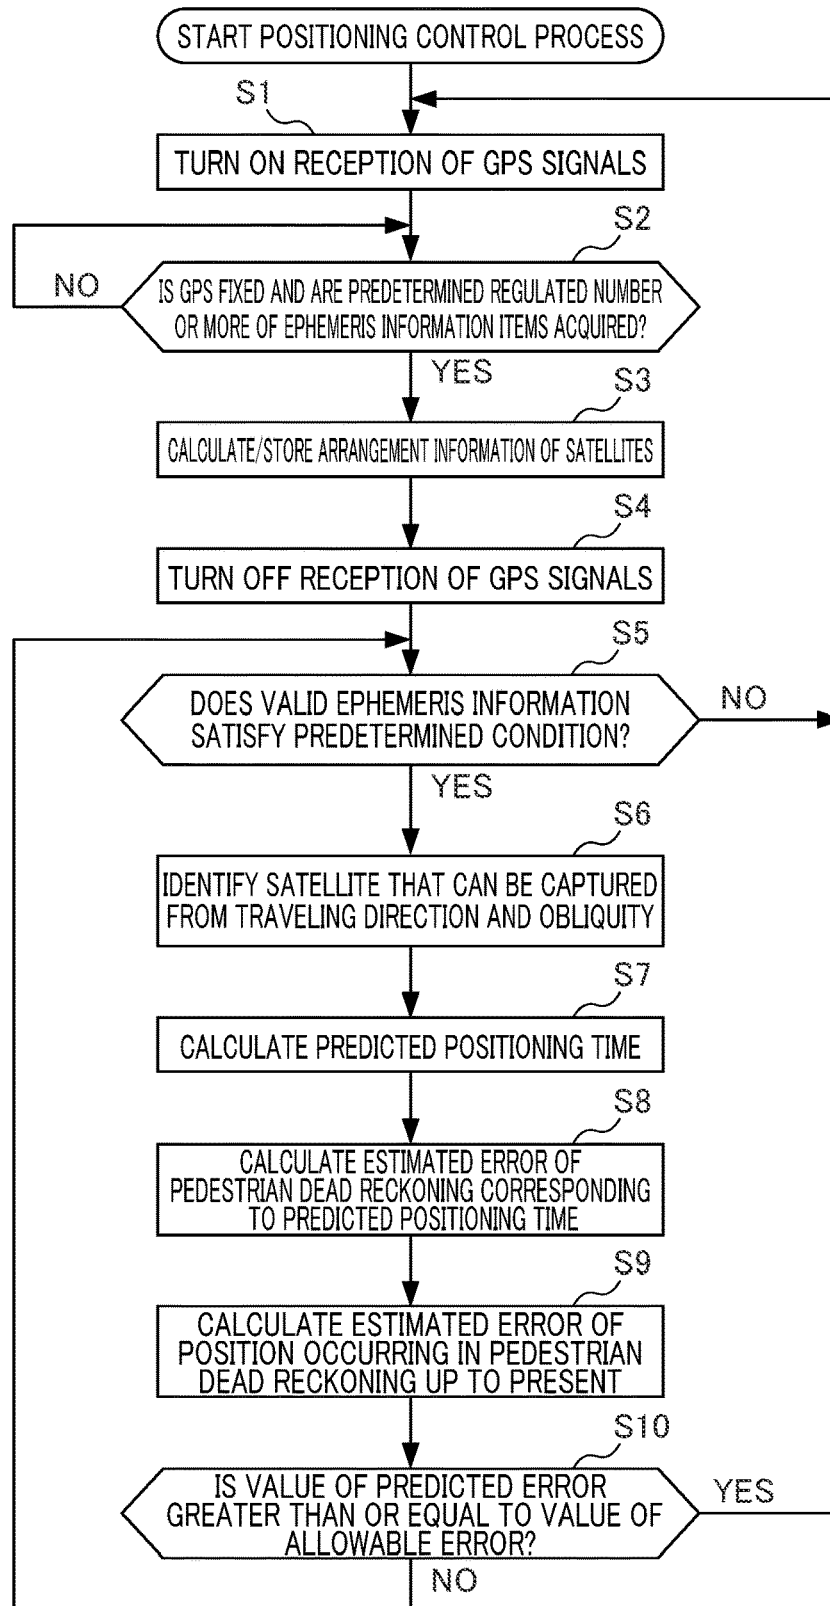 START POSITIONING CONTROL PROCESS
S1
TURN ON RECEPTION OF GPS SIGNALS
S2
NO
IS GPS FIXED AND ARE PREDETERMINED REGULATED NUMBER
OR MORE OF EPHEMERIS INFORMATION ITEMS ACQUIRED?
YES
S3
CALCULATE/STORE ARRANGEMENT INFORMATION OF SATELLITES
S4
TURN OFF RECEPTION OF GPS SIGNALS
S5
DOES VALID EPHEMERIS INFORMATION
SATISFY PREDETERMINED CONDITION?
NO
YES
S6
IDENTIFY SATELLITE THAT CAN BE CAPTURED
FROM TRAVELING DIRECTION AND OBLIQUITY
S7
CALCULATE PREDICTED POSITIONING TIME
S8
CALCULATE ESTIMATED ERROR OF
PEDESTRIAN DEAD RECKONING CORRESPONDING
TO PREDICTED POSITIONING TIME
S9
CALCULATE ESTIMATED ERROR OF
POSITION OCCURRING IN PEDESTRIAN
DEAD RECKONING UP TO PRESENT
S10
IS VALUE OF PREDICTED ERROR
GREATER THAN OR EQUAL TO VALUE OF
ALLOWABLE ERROR?
YES
NO